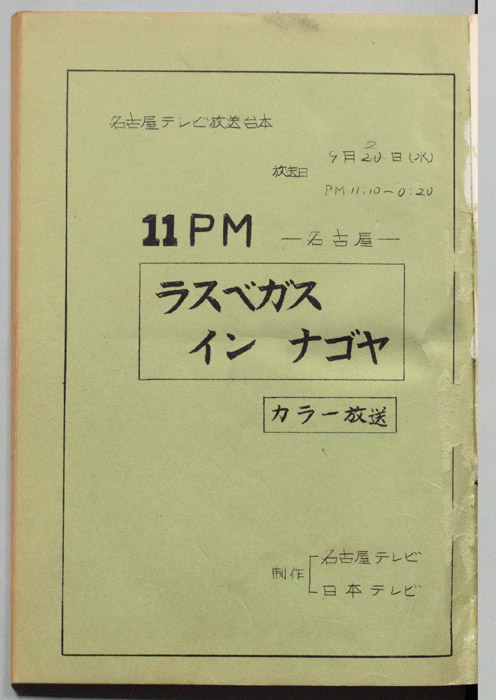 名古屋テレビ放送台本
放送日 9月20日(水)
PM 11:10-0:20
11PM ―名古屋―
ラスベガス
イン ナゴヤ
カラー放送
制作 名古屋テレビ
日本テレビ